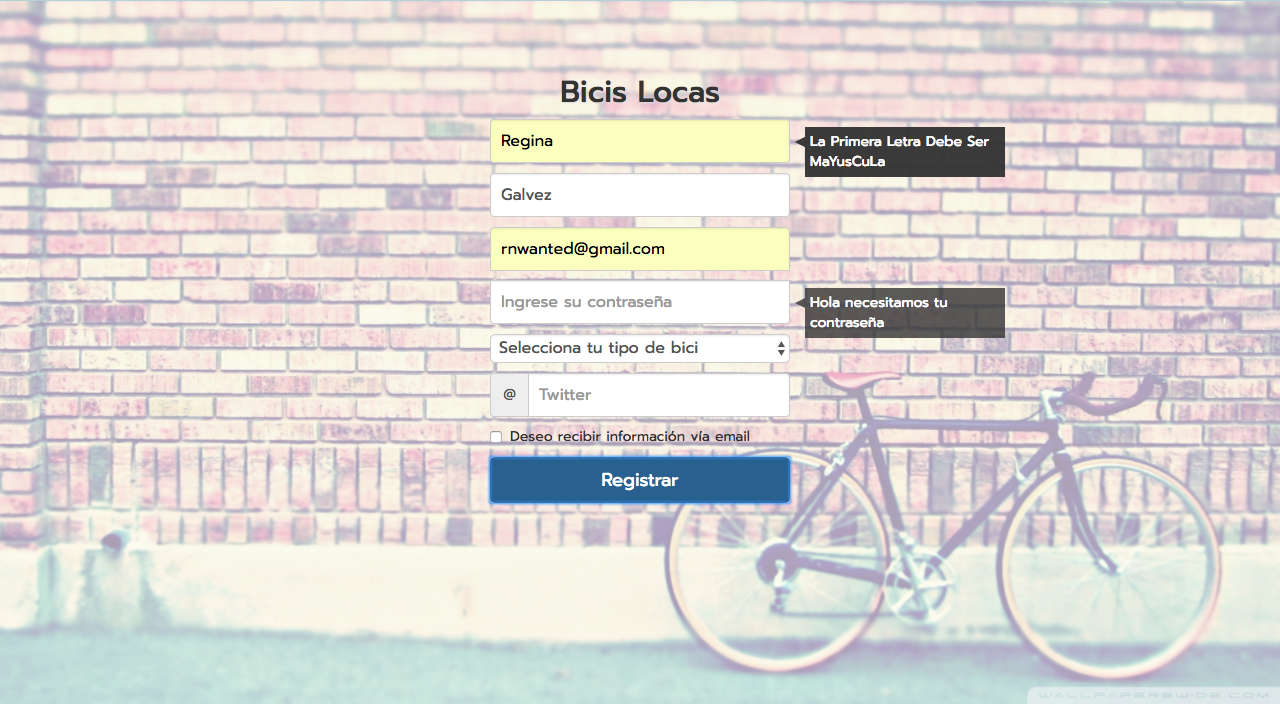 Bicis Locas
Regina
La Primera Letra Debe Ser
MaYusCuLa
Galvez
rnwanted@gmail.com
Ingrese su contraseña
Hola necesitamos tu
contraseña
Selecciona tu tipo de bici
@ Twitter
Deseo recibir información vía email
Registrar
WALLPAPERSWIDE.COM